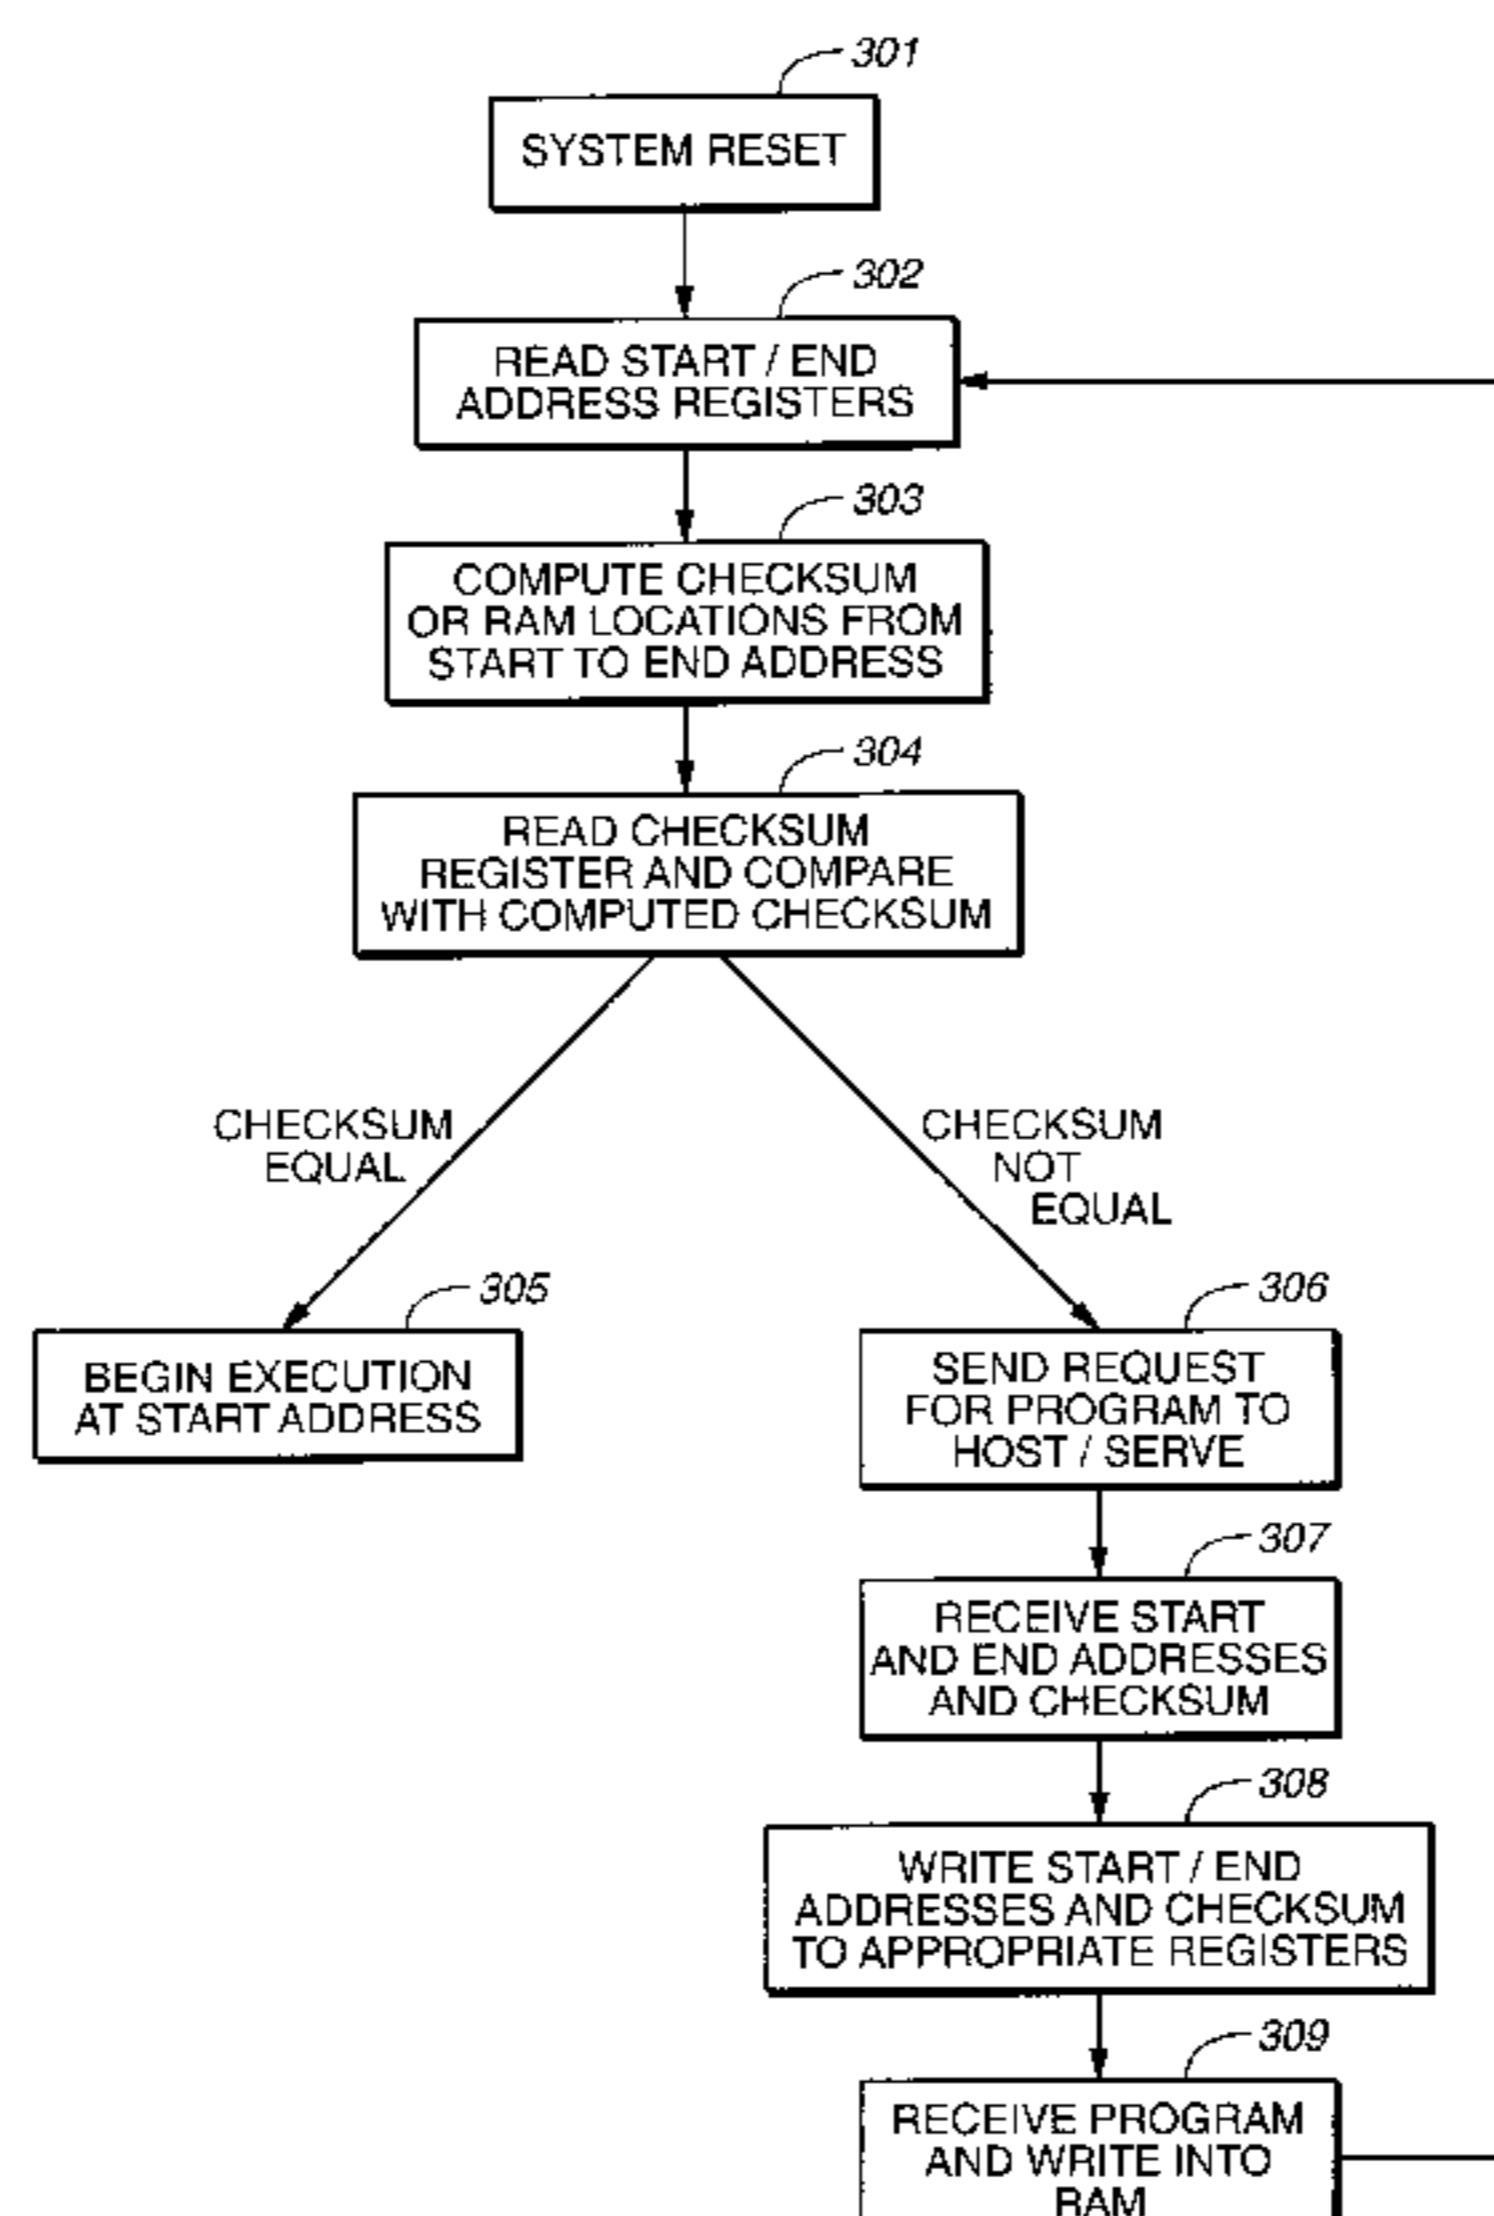 301
SYSTEM RESET
302
READ START / END
ADDRESS REGISTERS
303
COMPUTE CHECKSUM
OR RAM LOCATIONS FROM
START TO END ADDRESS
304
READ CHECKSUM
REGISTER AND COMPARE
WITH COMPUTED CHECKSUM
CHECKSUM
EQUAL
CHECKSUM
NOT
EQUAL
305
BEGIN EXECUTION
AT START ADDRESS
306
SEND REQUEST
FOR PROGRAM TO
HOST / SERVE
307
RECEIVE START
AND END ADDRESSES
AND CHECKSUM
308
WRITE START / END
ADDRESSES AND CHECKSUM
TO APPROPRIATE REGISTERS
309
RECEIVE PROGRAM
AND WRITE INTO
RAM